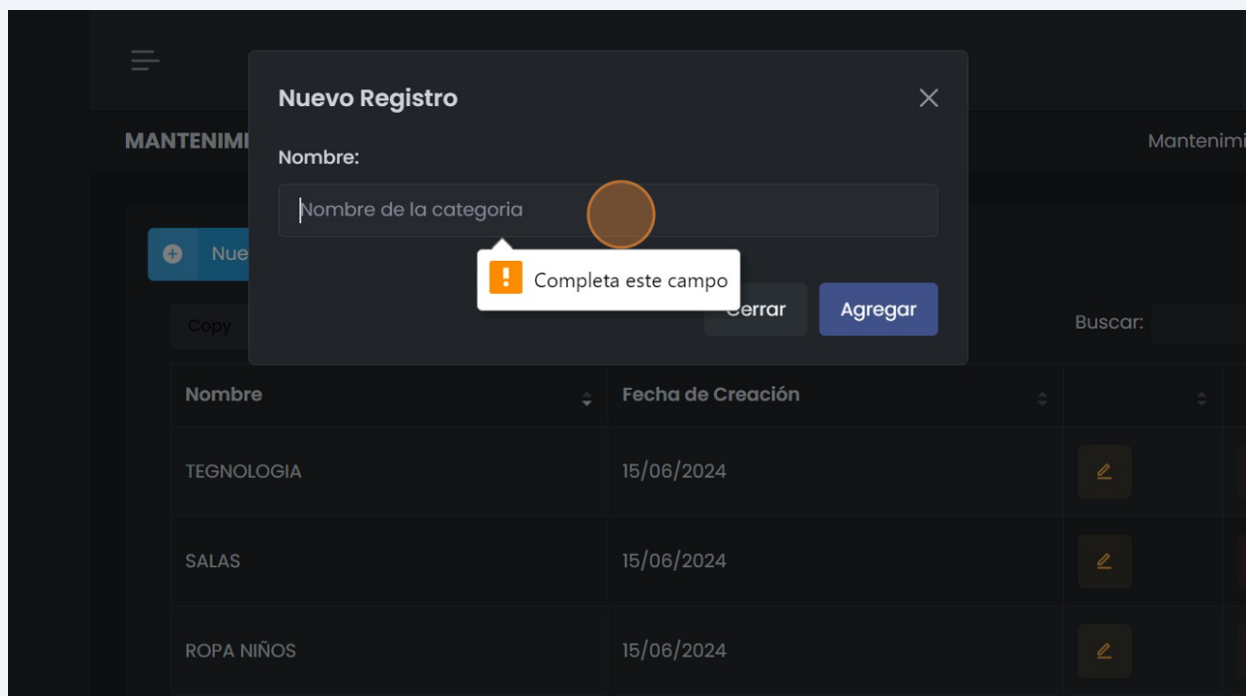 Nuevo Registro
MANTENIMI
Mantenimi
Nombre:
Nombre de la categoria
Nue
Completa este campo
Cerrar
Agregar
Copy
Buscar:
Nombre
Fecha de Creación
TEGNOLOGIA
15/06/2024
SALAS
15/06/2024
ROPA NIÑOS
15/06/2024